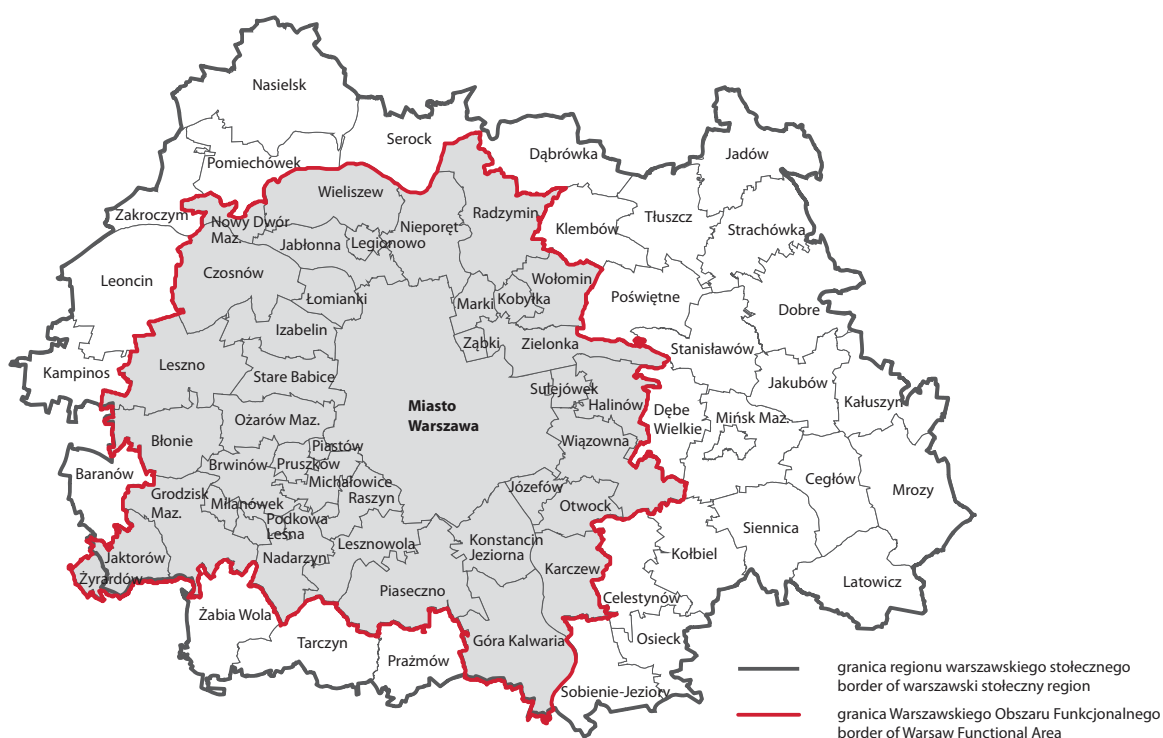 Nasielsk
Serock
Dąbrówka
Jadów
Pomiechówek
Wieliszew
Zakroczym
Nowy Dwór
Maz.
Nieporęt
Radzymin
Klembów
Tłuszcz
Strachówka
Jabłonna
Legionowo
Leoncin
Czosnów
Wołomin
Łomianki
Marki
Kobyłka
Poświętne
Dobre
Izabelin
Ząbki
Zielonka
Stanisławów
Kampinos
Leszno
Stare Babice
Sulejówek
Halinów
Jakubów
Kałuszyn
Miasto
Warszawa
Dębe
Wielkie
Mińsk Maz.
Ożarów Maz.
Błonie
Wiązowna
Piastów
Brwinów
Pruszków
Baranów
Michałowice
Raszyn
Józefów
Cegłów
Mrozy
Grodzisk
Maz.
Milanówek
Otwock
Podkowa
Leśna
Siennica
Konstancin
Jeziorna
Lesznowola
Kołbiel
Jaktorów
Nadarzyn
Karczew
Żyrardów
Latowicz
Piaseczno
Celestynów
Żabia Wola
Tarczyn
Góra Kalwaria
Osieck
Prażmów
Sobienie-Jeziory
granica regionu warszawskiego stołecznego
border of warszawski stołeczny region
granica Warszawskiego Obszaru Funkcjonalnego
border of Warsaw Functional Area